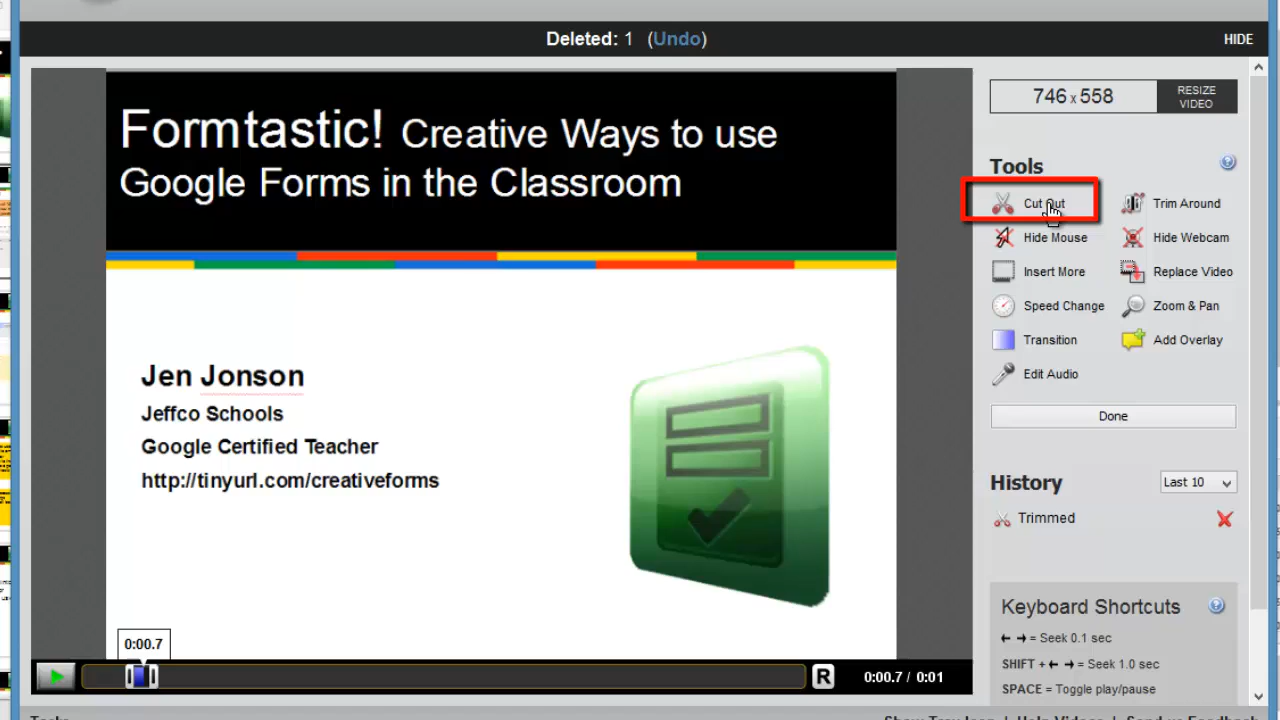 Deleted: 1 (Undo)
HIDE
Formtastic! Creative Ways to use
Google Forms in the Classroom
Jen Jonson
Jeffco Schools
Google Certified Teacher
http://tinyurl.com/creativeforms
0:00.7
R
0:00.7 / 0:01
746 x 558
RESIZE
VIDEO
Tools
Cut Out
Trim Around
Hide Mouse
Hide Webcam
Insert More
Replace Video
Speed Change
Zoom & Pan
Transition
Add Overlay
Edit Audio
Done
History
Last 10
Trimmed
Keyboard Shortcuts
← → = Seek 0.1 sec
SHIFT + ← → = Seek 1.0 sec
SPACE = Toggle play/pause